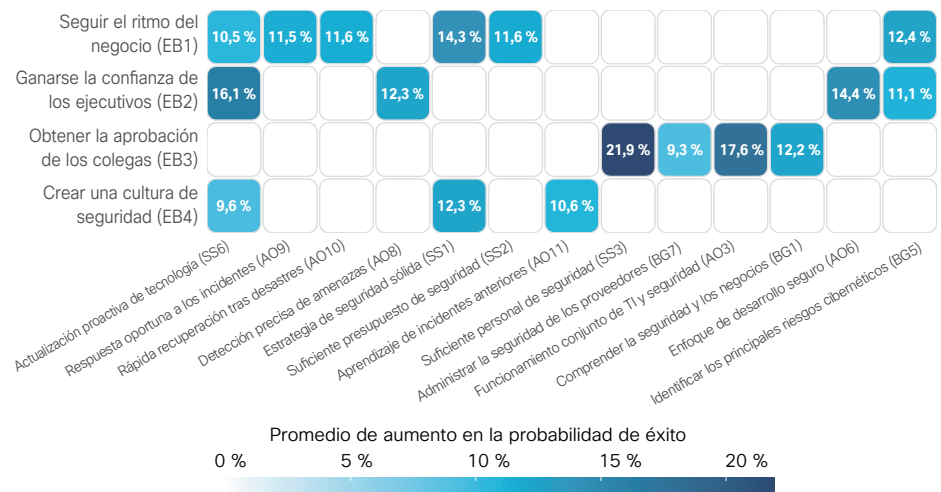 Seguir el ritmo del
negocio (EB1)
10,5 % 11,5 % 11,6 % 14,3 % 11,6 % 12,4 %
Ganarse la confianza de
los ejecutivos (EB2)
16,1 % 12,3 % 14,4 % 11,1 %
Obtener la aprobación
de los colegas (EB3)
21,9 % 9,3 % 17,6 % 12,2 %
Crear una cultura de
seguridad (EB4)
9,6 % 12,3 % 10,6 %
Actualización proactiva de tecnología (SS6)
Respuesta oportuna a los incidentes (AO9)
Rápida recuperación tras desastres (AO10)
Detección precisa de amenazas (AO8)
Estrategia de seguridad sólida (SS1)
Suficiente presupuesto de seguridad (SS2)
Aprendizaje de incidentes anteriores (AO11)
Suficiente personal de seguridad (SS3)
Administrar la seguridad de los provedores (BG7)
Funcionamiento conjunto de TI y seguridad (AO3)
Comprender la seguridad y los negocios (BG1)
Enfoque de desarrollo seguro (AO6)
Identificar los principales riesgos cibernéticos (BG5)
Promedio de aumento en la probabilidad de éxito
0 % 5 % 10 % 15 % 20 %